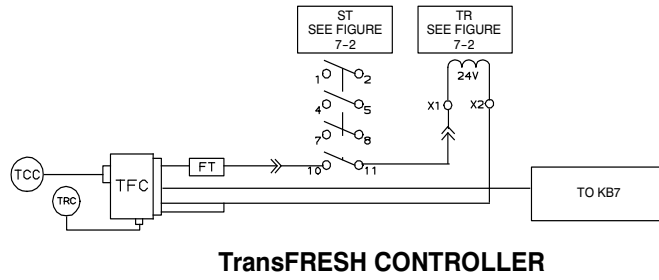 ST
SEE FIGURE
7-2
TR
SEE FIGURE
7-2
24V
1 2
4 5
7 8
10 11
X1 X2
TCC
TRC
TFC
FT
TO KB7
TransFRESH CONTROLLER